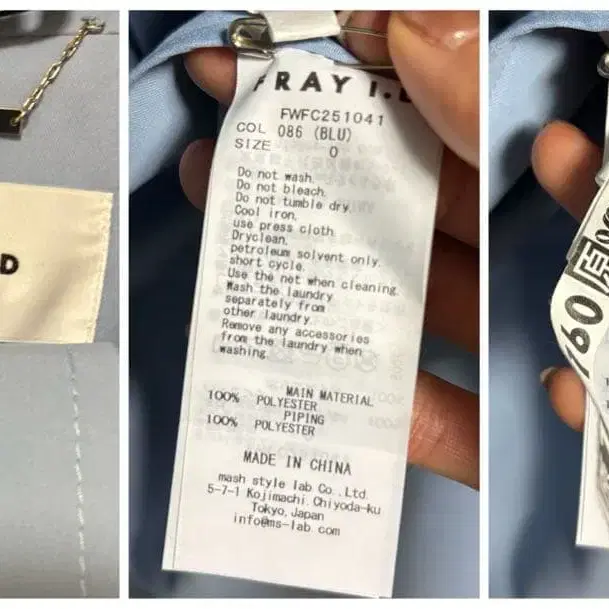 D
FRAY I.D
FWFC251041
COL 086 (BLU)
SIZE 0
Do not wash.
Do not bleach.
Do not tumble dry.
Cool iron.
use press cloth
Dryclean.
petroleum solvent only.
short cycle.
Use the net when cleaning.
Wash the laundry
separately from
other laundry.
Remove any accessories
from the laundry when
washing.
MAIN MATERIAL
100% POLYESTER
PIPING
100% POLYESTER
MADE IN CHINA
mash style lab Co.,Ltd.
5-7-1 Kojimachi,Chiyoda-ku
Tokyo,Japan
info@ms-lab.com